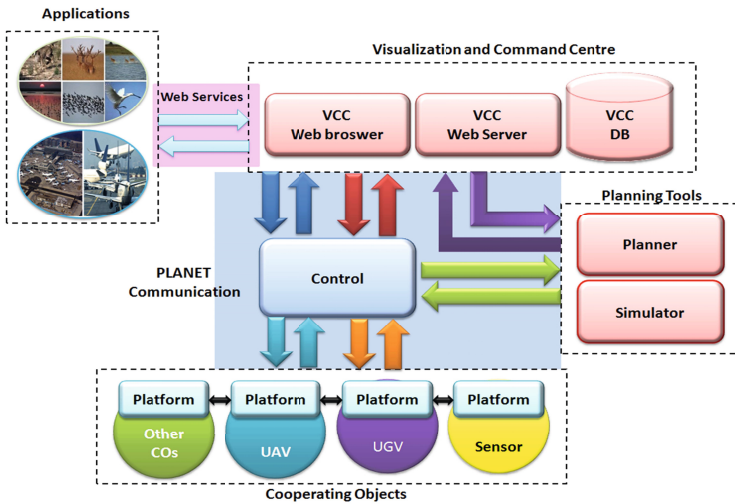 Applications
Visualization and Command Centre
Web Services
VCC
Web broswer
VCC
Web Server
VCC
DB
Planning Tools
Planner
Simulator
PLANET
Communication
Control
Platform
Platform
Platform
Platform
Other
COs
UAV
UGV
Sensor
Cooperating Objects